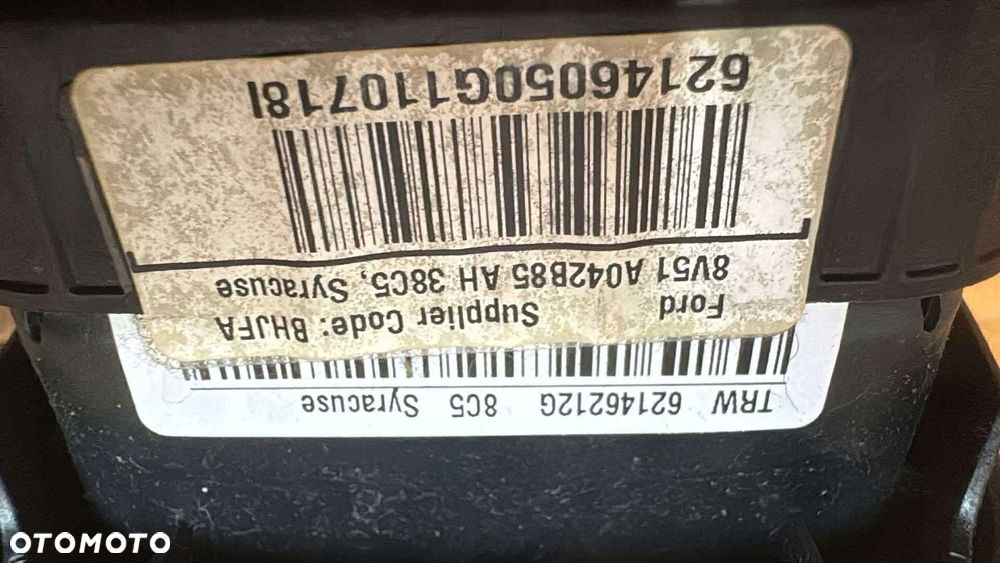 TRW 62146212G 8C5 Syracuse
Ford Supplier Code: BHJFA
8V51 A042B85 AH 38C5, Syracuse
62146050G110718I
OTOMOTO